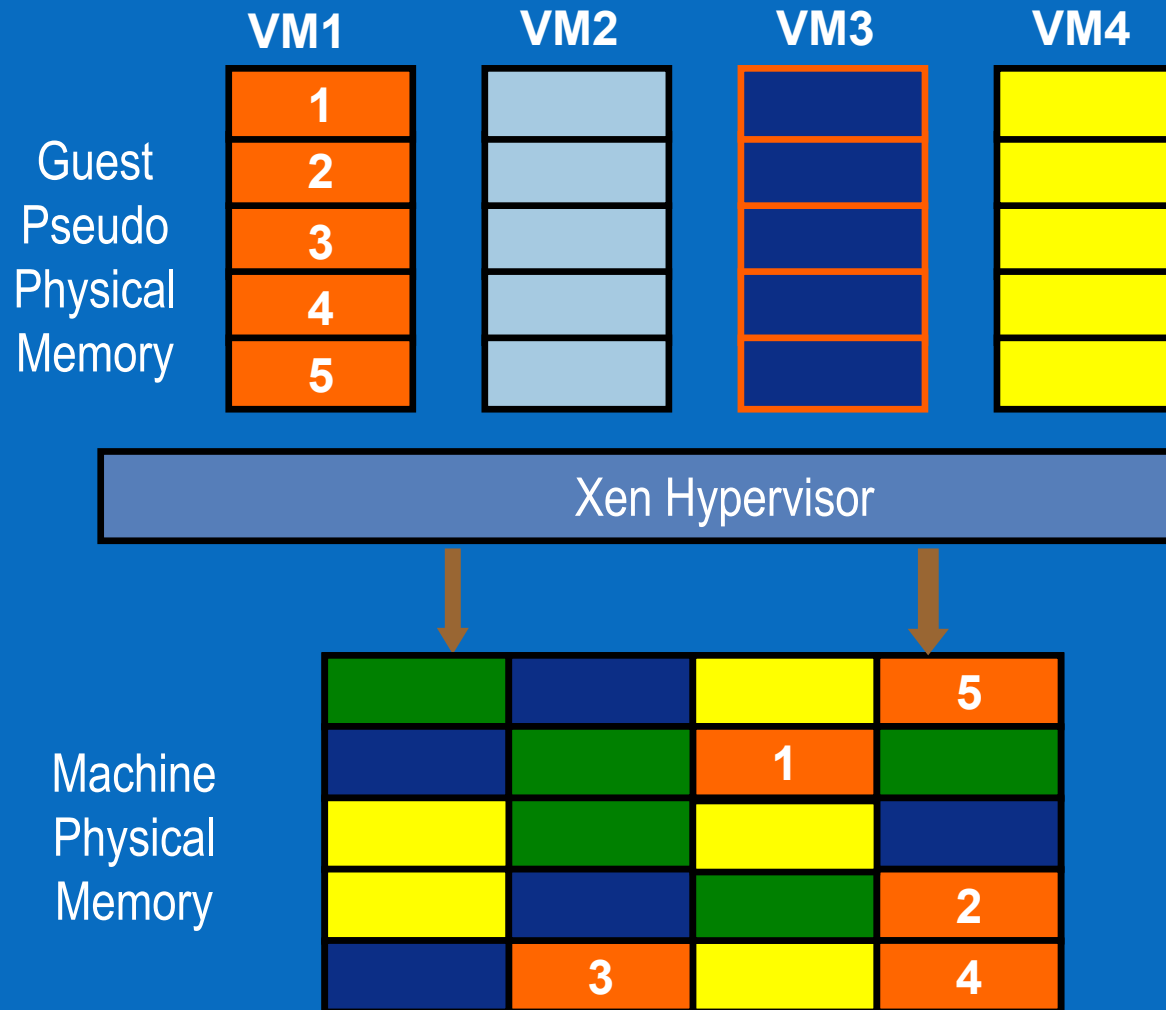 VM1 VM2 VM3 VM4
Guest
Pseudo
Physical
Memory
1
2
3
4
5
Xen Hypervisor
Machine
Physical
Memory
5
1
2
3 4